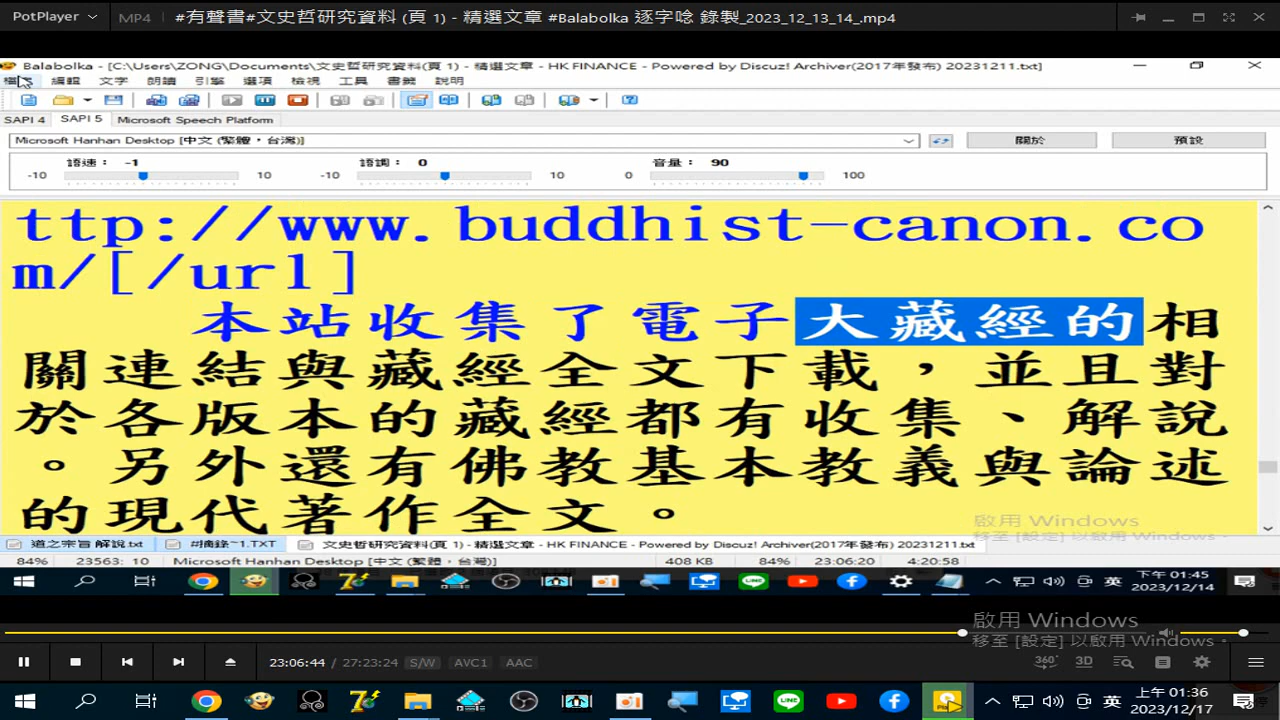 PotPlayer MP4 #有聲書#文史哲研究資料 (頁 1) - 精選文章 #Balabolka 逐字唸 錄製_2023_12_13_14_.mp4
Balabolka - [C:\Users\ZONG\Documents\文史哲研究資料(頁 1) - 精選文章 - HK FINANCE - Powered by Discuz! Archiver(2017年發布) 20231211.txt]
檔案 編輯 文字 朗讀 引擎 選項 檢視 工具 書籤 說明
SAPI 4 SAPI 5 Microsoft Speech Platform
Microsoft Hanhan Desktop [中文 (繁體，台灣)] 關於 預設
語速： -1 語調： 0 音量： 90
-10 10 -10 10 0 100
ttp://www.buddhist-canon.co
m/[/url]
本站收集了電子大藏經的相
關連結與藏經全文下載，並且對
於各版本的藏經都有收集、解說
。另外還有佛教基本教義與論述
的現代著作全文。
啟用 Windows
移至 [設定] 以啟用 Windows。
道之宗旨 解說.txt #摘錄~1.TXT 文史哲研究資料(頁 1) - 精選文章 - HK FINANCE - Powered by Discuz! Archiver(2017年發布) 20231211.txt
84% 23563: 10 Microsoft Hanhan Desktop [中文 (繁體，台灣)] 408 KB 84% 23:06:20 4:20:58
英 下午 01:45
2023/12/14
啟用 Windows
移至 [設定] 以啟用 Windows。
23:06:44 / 27:23:24 S/W AVC1 AAC 360° 3D
英 上午 01:36
2023/12/17